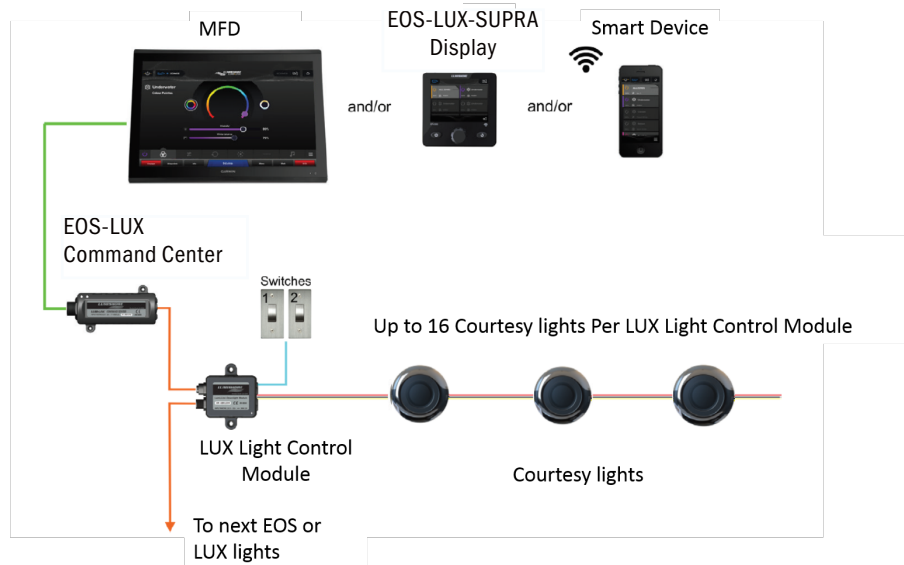 MFD
EOS-LUX-SUPRA
Display
Smart Device
and/or
and/or
Underwater
EOS-LUX
Command Center
Switches
1 2
Up to 16 Courtesy lights Per LUX Light Control Module
LUX Light Control
Module
Courtesy lights
To next EOS or
LUX lights